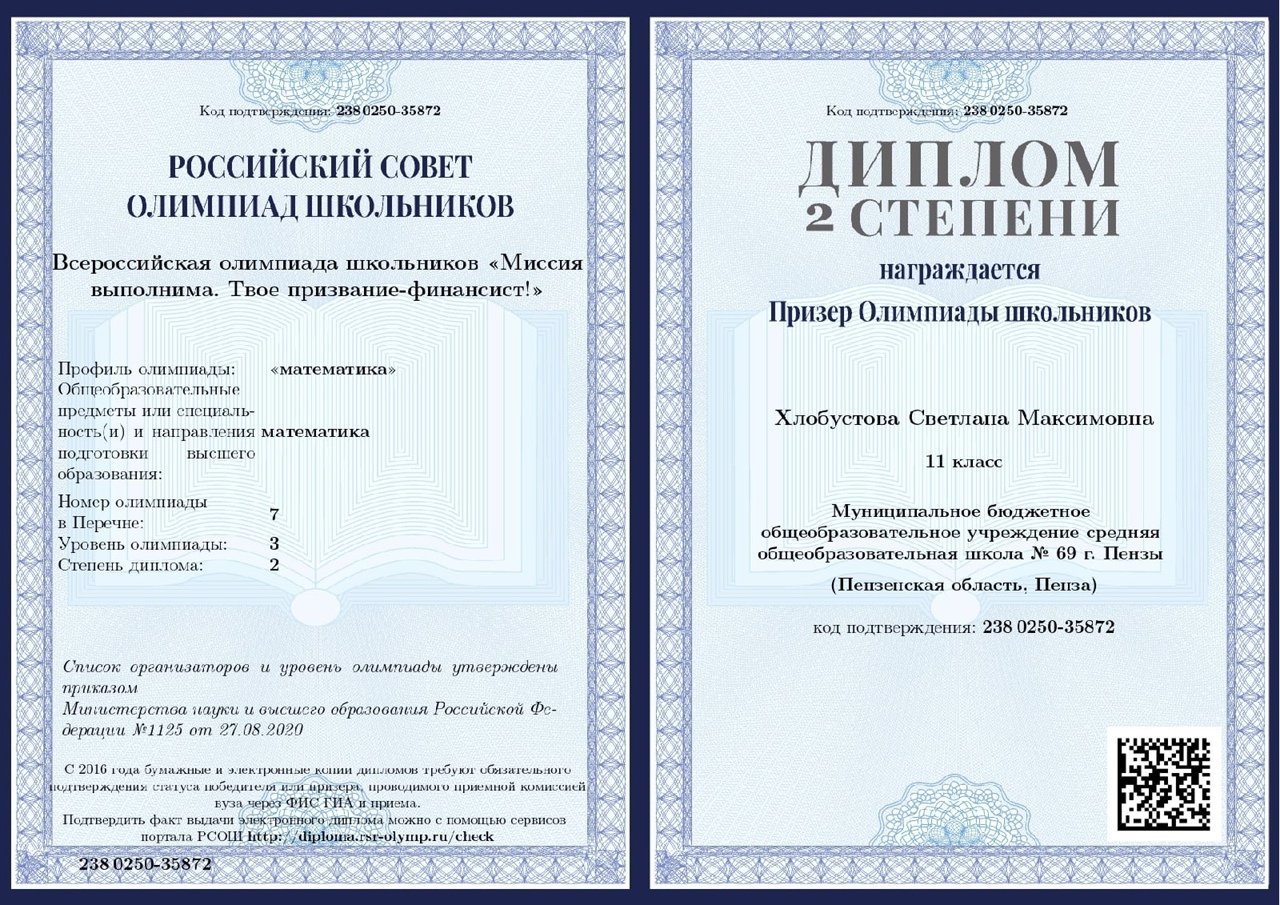 Код подтверждения: 238 0250-35872
РОССИЙСКИЙ СОВЕТ
ОЛИМПИАД ШКОЛЬНИКОВ
Всероссийская олимпиада школьников «Миссия
выполнима. Твое призвание-финансист!»
Профиль олимпиады: «математика»
Общеобразовательные
предметы или специаль-
ность(и) и направления математика
подготовки высшего
образования:
Номер олимпиады
в Перечне: 7
Уровень олимпиады: 3
Степень диплома: 2
Список организаторов и уровень олимпиады утверждены
приказом
Министерства науки и высшего образования Российской Фе-
дерации №1125 от 27.08.2020
С 2016 года бумажные и электронные копии дипломов требуют обязательного
подтверждения статуса победителя или призера, проводимого приемной комиссией
вуза через ФИС ГИА и приема.
Подтвердить факт выдачи электронного диплома можно с помощью сервисов
портала РСОШ http://diploma.rsr-olymp.ru/check
238 0250-35872
Код подтверждения: 238 0250-35872
ДИПЛОМ
2 СТЕПЕНИ
награждается
Призер Олимпиады школьников
Хлобустова Светлана Максимовна
11 класс
Муниципальное бюджетное
общеобразовательное учреждение средняя
общеобразовательная школа № 69 г. Пензы
(Пензенская область, Пенза)
код подтверждения: 238 0250-35872